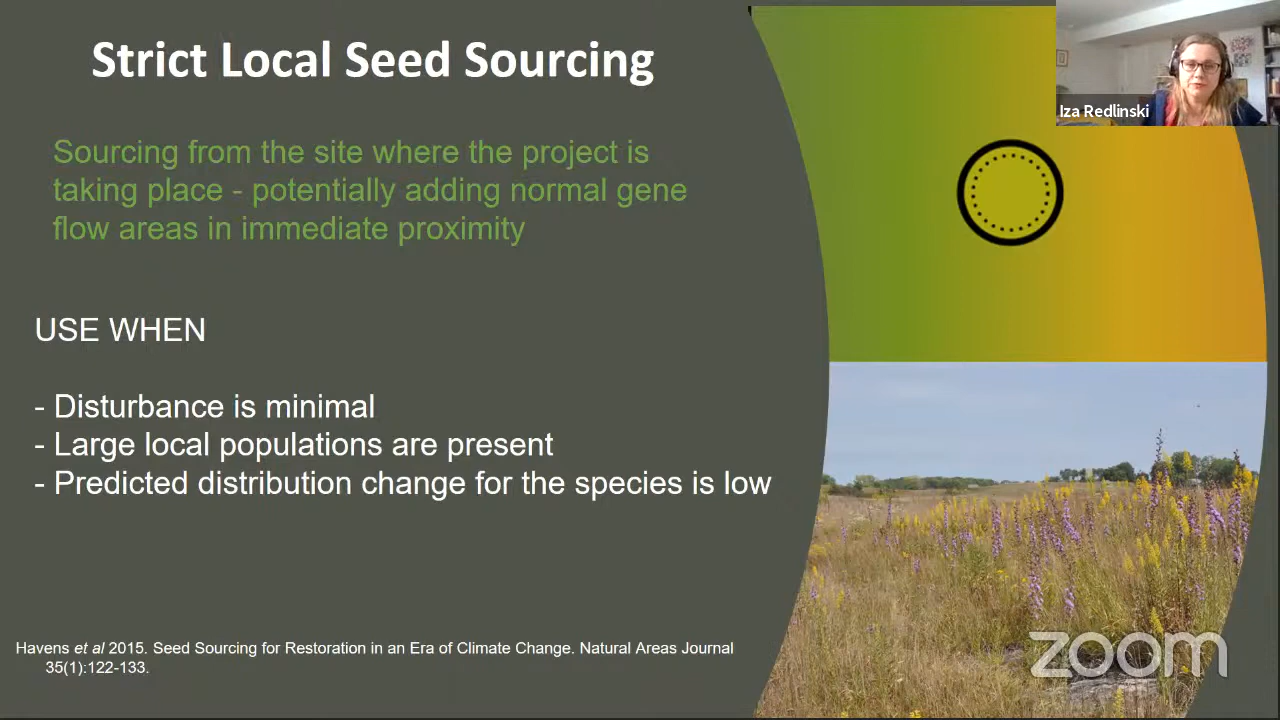 Strict Local Seed Sourcing
Iza Redlinski
Sourcing from the site where the project is
taking place - potentially adding normal gene
flow areas in immediate proximity
USE WHEN
- Disturbance is minimal
- Large local populations are present
- Predicted distribution change for the species is low
Havens et al 2015. Seed Sourcing for Restoration in an Era of Climate Change. Natural Areas Journal
35(1):122-133.
zoom